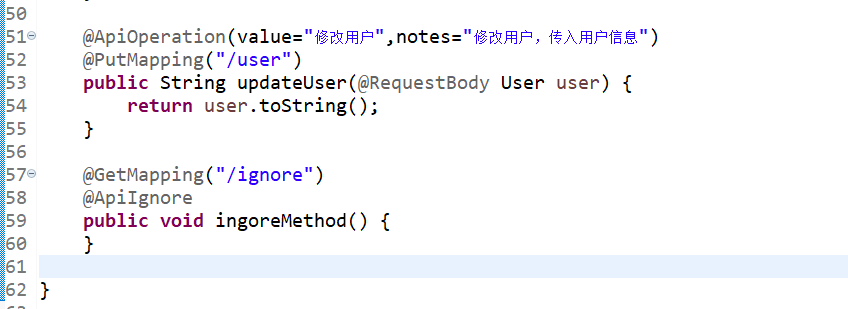 50
51 @ApiOperation(value="修改用户",notes="修改用户，传入用户信息")
52 @PutMapping("/user")
53 public String updateUser(@RequestBody User user) {
54 return user.toString();
55 }
56
57 @GetMapping("/ignore")
58 @ApiIgnore
59 public void ingoreMethod() {
60 }
61
62 }